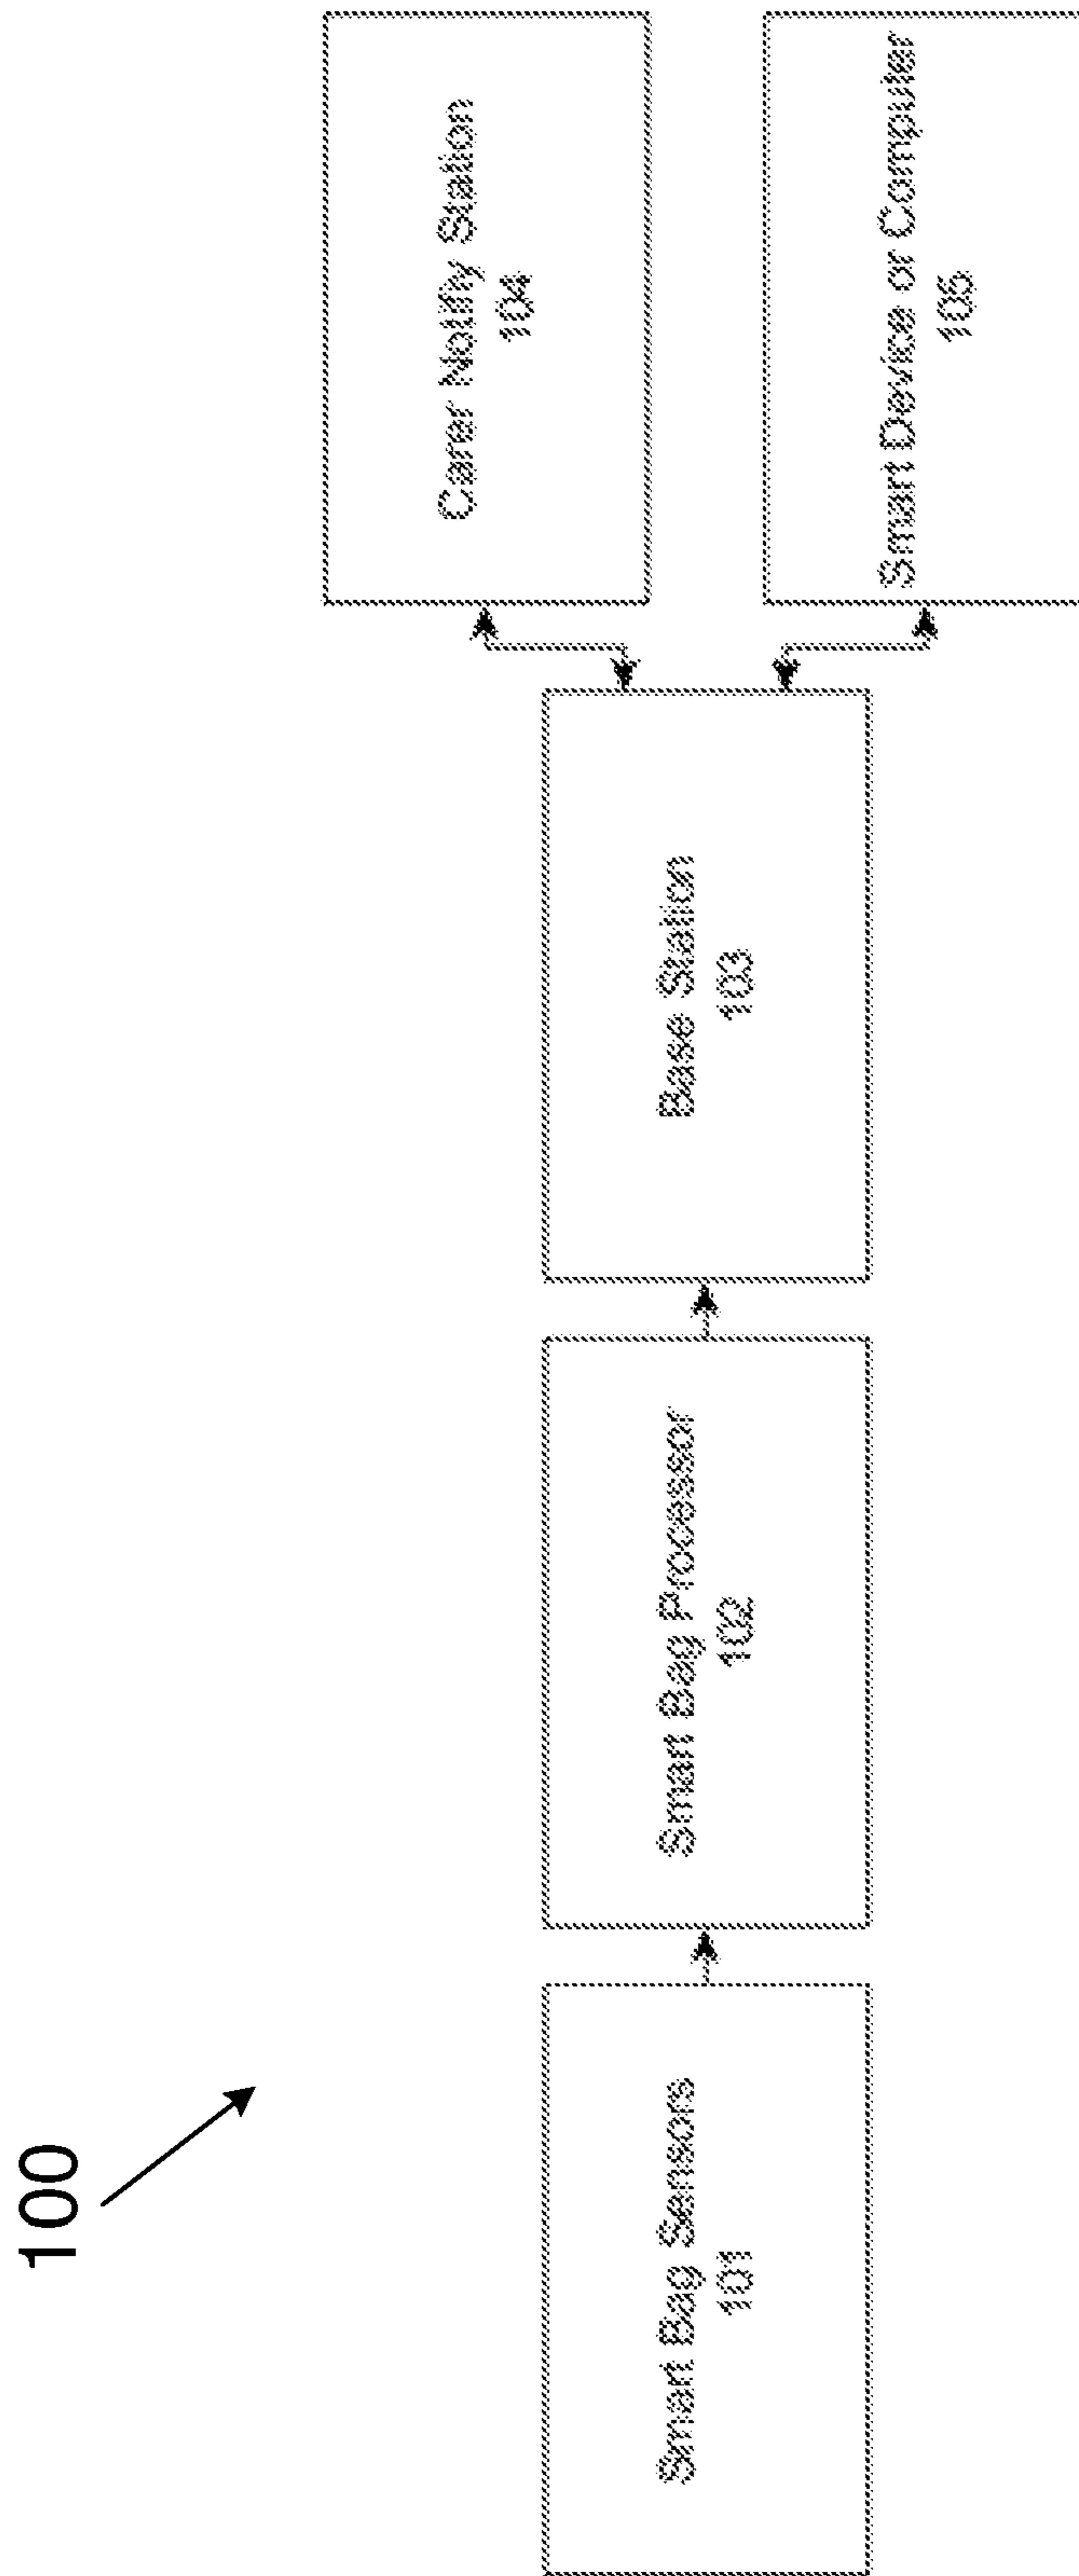 100
Smart Bag Sensors
101
Smart Bag Processor
102
Base Station
103
Carer Notify Station
104
Smart Device or Computer
105